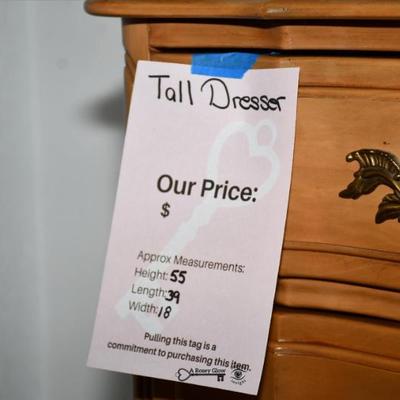 Tall Dresser
Our Price:
$
Approx Measurements:
Height: 55
Length: 39
Width: 18
Pulling this tag is a
commitment to purchasing this item.
A Rosey Glow